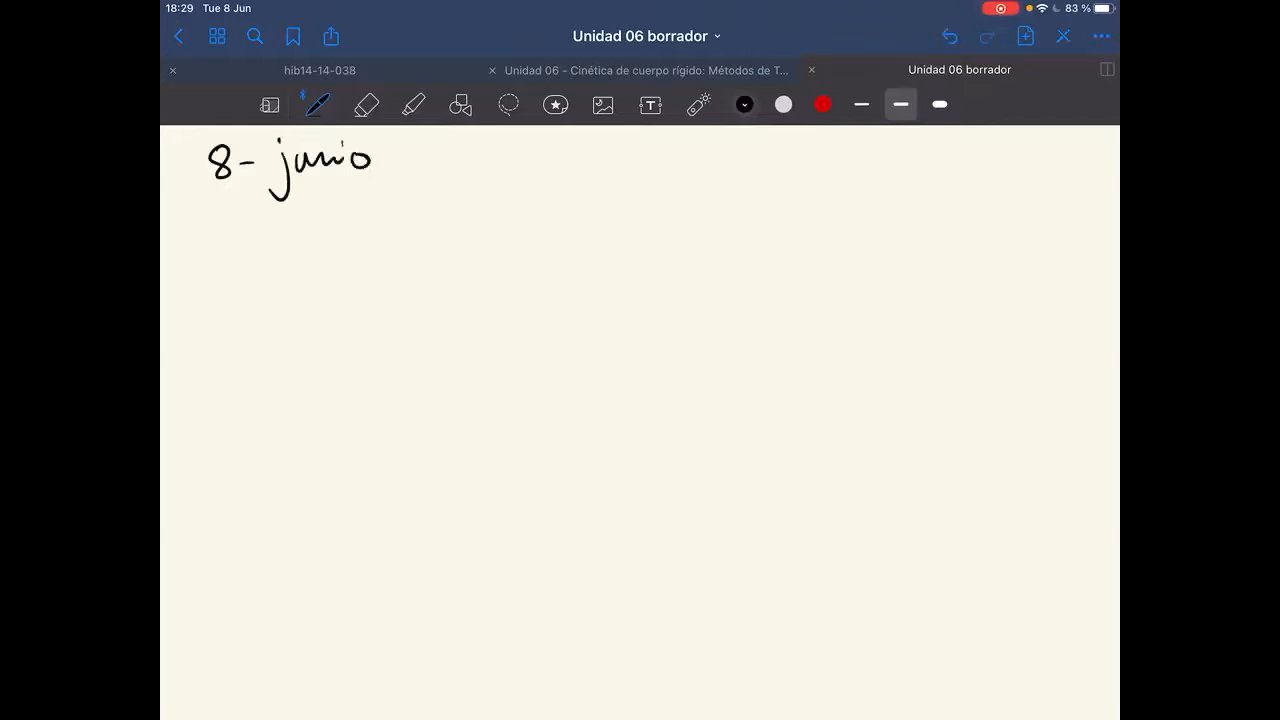 18:29 Tue 8 Jun 83 %
Unidad 06 borrador
hib14-14-038 Unidad 06 - Cinética de cuerpo rígido: Métodos de T... Unidad 06 borrador
8- junio